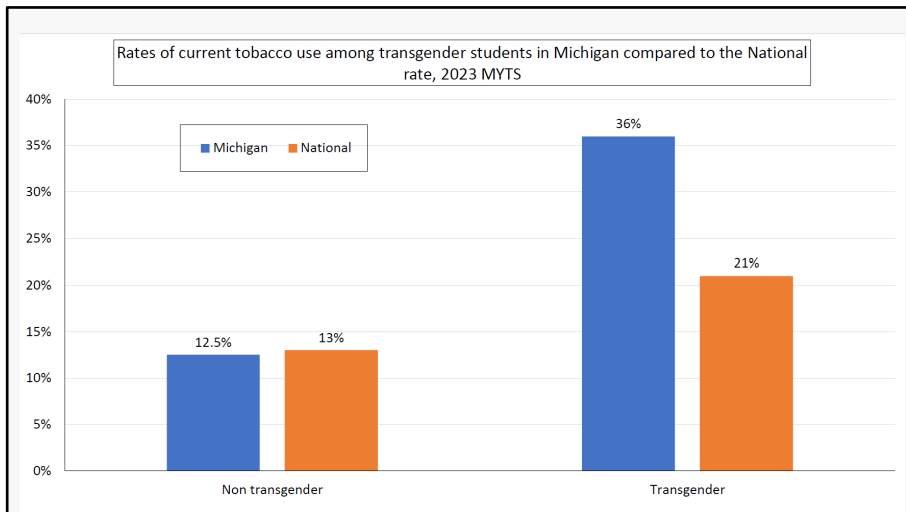 Rates of current tobacco use among transgender students in Michigan compared to the National
rate, 2023 MYTS
40%
36%
35%
Michigan National
30%
25%
21%
20%
15%
12.5%
13%
10%
5%
0%
Non transgender
Transgender